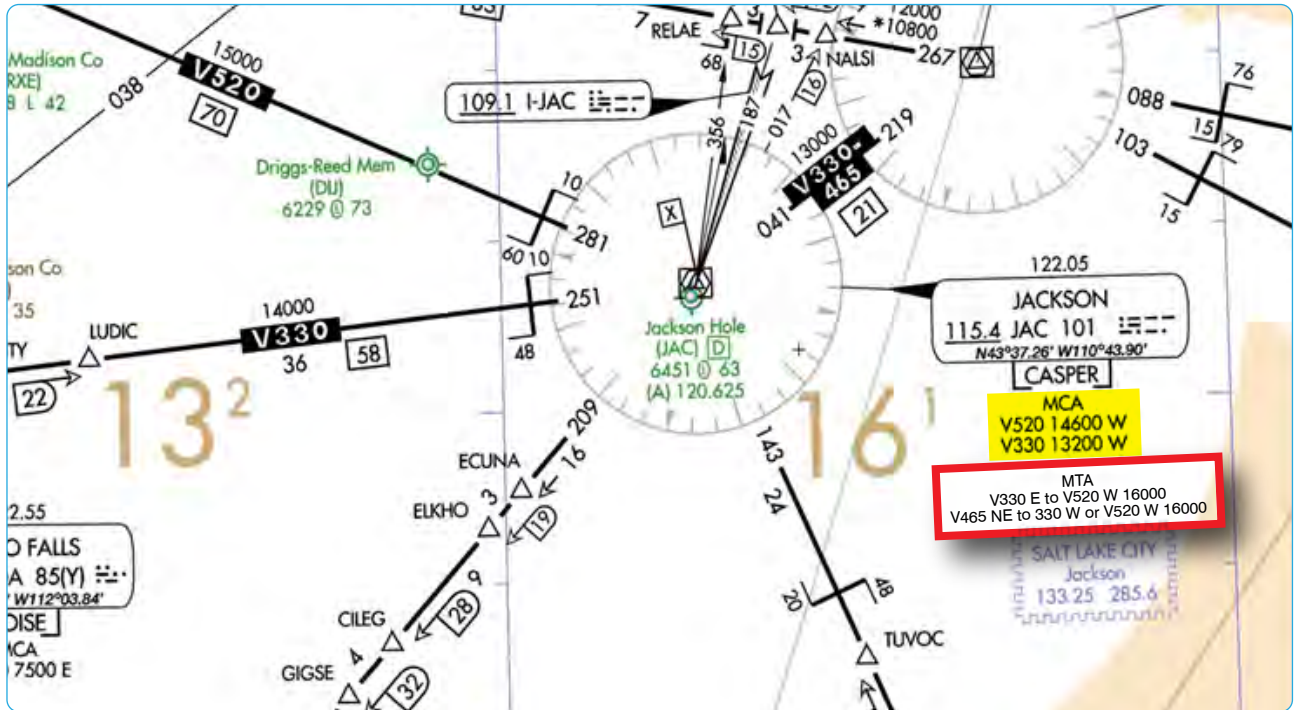 7
RELAE
68
15
3
3
NALSI
12000
*10800
267
Madison Co
RXE)
L 42
038
15000
V520
70
109.1 I-JAC
356
187
017
16
13000
V330-
465
219
041
21
088
103
76
15
79
15
Driggs-Reed Mem
(DIJ)
6229 Ⓛ 73
10
281
60
10
251
48
X
son Co
35
14000
V330
36
58
LUDIC
TY
22
13²
Jackson Hole
(JAC) D
6451 Ⓛ 63
(A) 120.625
122.05
JACKSON
115.4 JAC 101
N43°37.26' W110°43.90'
CASPER
MCA
V520 14600 W
V330 13200 W
MTA
V330 E to V520 W 16000
V465 NE to 330 W or V520 W 16000
SALT LAKE CITY
Jackson
133.25 285.6
16¹
209
16
ECUNA
3
ELKHO
19
9
CILEG
28
4
GIGSE
32
143
24
20
48
TUVOC
2.55
O FALLS
A 85(Y)
W112°03.84'
OISE
MCA
7500 E